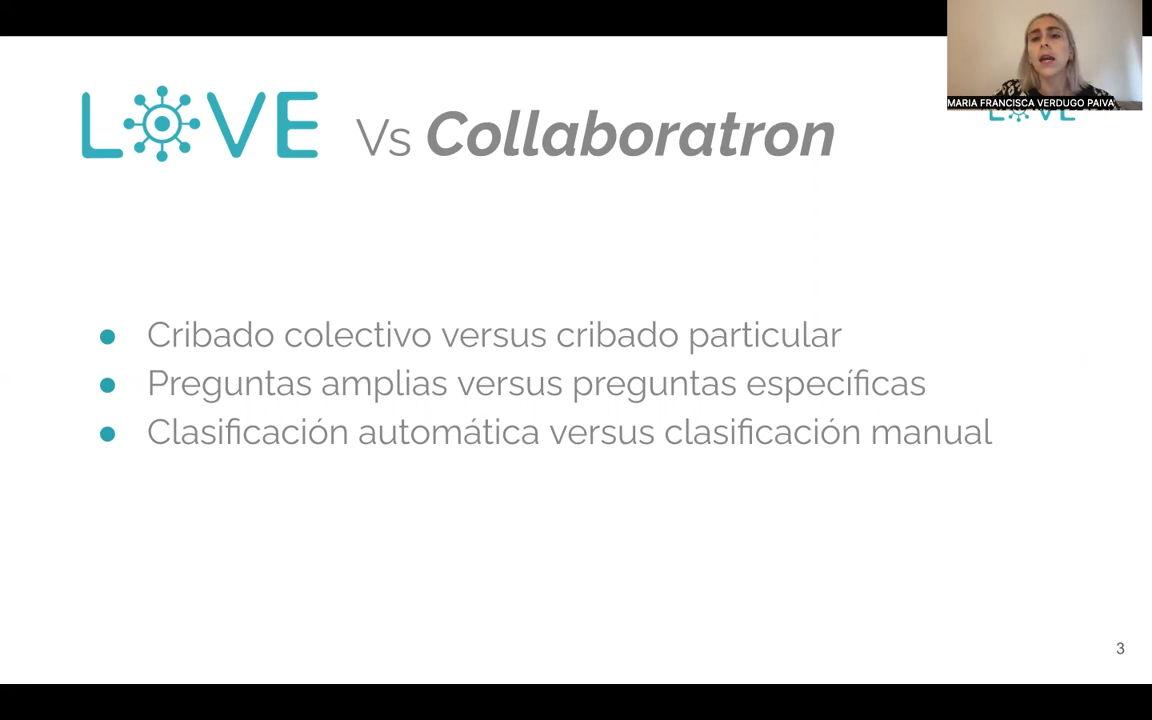 MARIA FRANCISCA VERDUGO PAIVA
LOVE
LOVE Vs Collaboratron
Cribado colectivo versus cribado particular
Preguntas amplias versus preguntas específicas
Clasificación automática versus clasificación manual
3